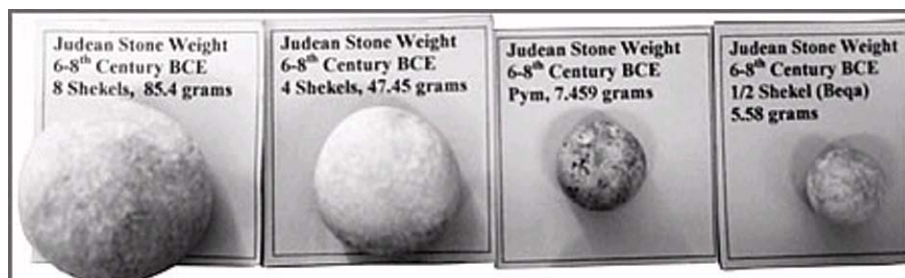 Judean Stone Weight
6-8th Century BCE
8 Shekels, 85.4 grams
Judean Stone Weight
6-8th Century BCE
4 Shekels, 47.45 grams
Judean Stone Weight
6-8th Century BCE
Pym, 7.459 grams
Judean Stone Weight
6-8th Century BCE
1/2 Shekel (Beqa)
5.58 grams